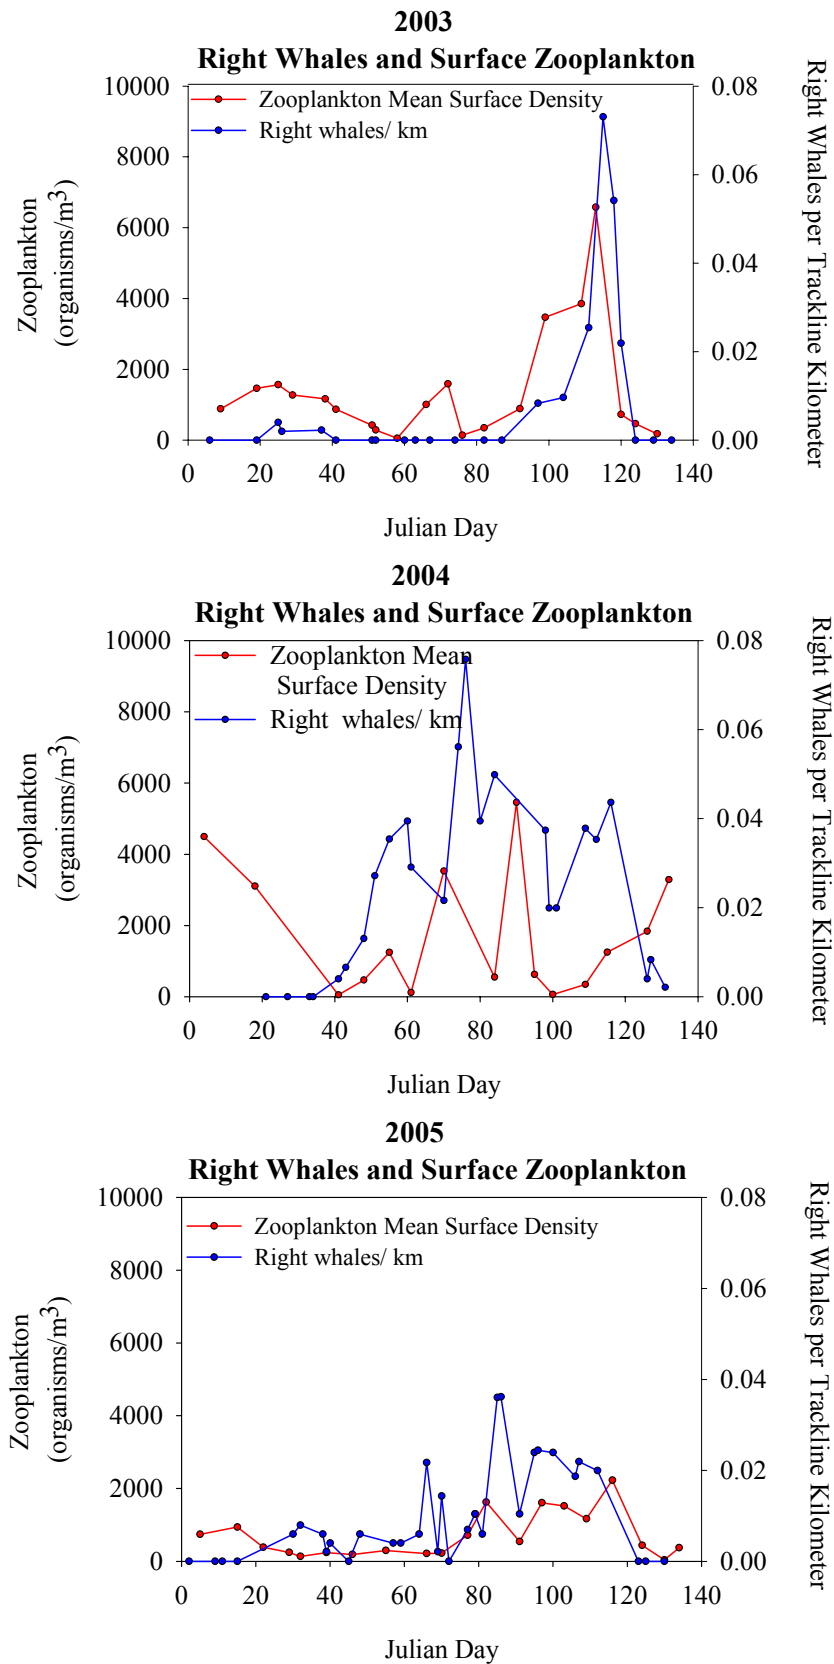 2003
Right Whales and Surface Zooplankton
Zooplankton
(organisms/m³)
10000
8000
6000
4000
2000
0
Zooplankton Mean Surface Density
Right whales/ km
0.08
0.06
0.04
0.02
0.00
Right Whales per Trackline Kilometer
0 20 40 60 80 100 120 140
Julian Day
2004
Right Whales and Surface Zooplankton
Zooplankton
(organisms/m³)
10000
8000
6000
4000
2000
0
Zooplankton Mean
Surface Density
Right whales/ km
0.08
0.06
0.04
0.02
0.00
Right Whales per Trackline Kilometer
0 20 40 60 80 100 120 140
Julian Day
2005
Right Whales and Surface Zooplankton
Zooplankton
(organisms/m³)
10000
8000
6000
4000
2000
0
Zooplankton Mean Surface Density
Right whales/ km
0.08
0.06
0.04
0.02
0.00
Right Whales per Trackline Kilometer
0 20 40 60 80 100 120 140
Julian Day